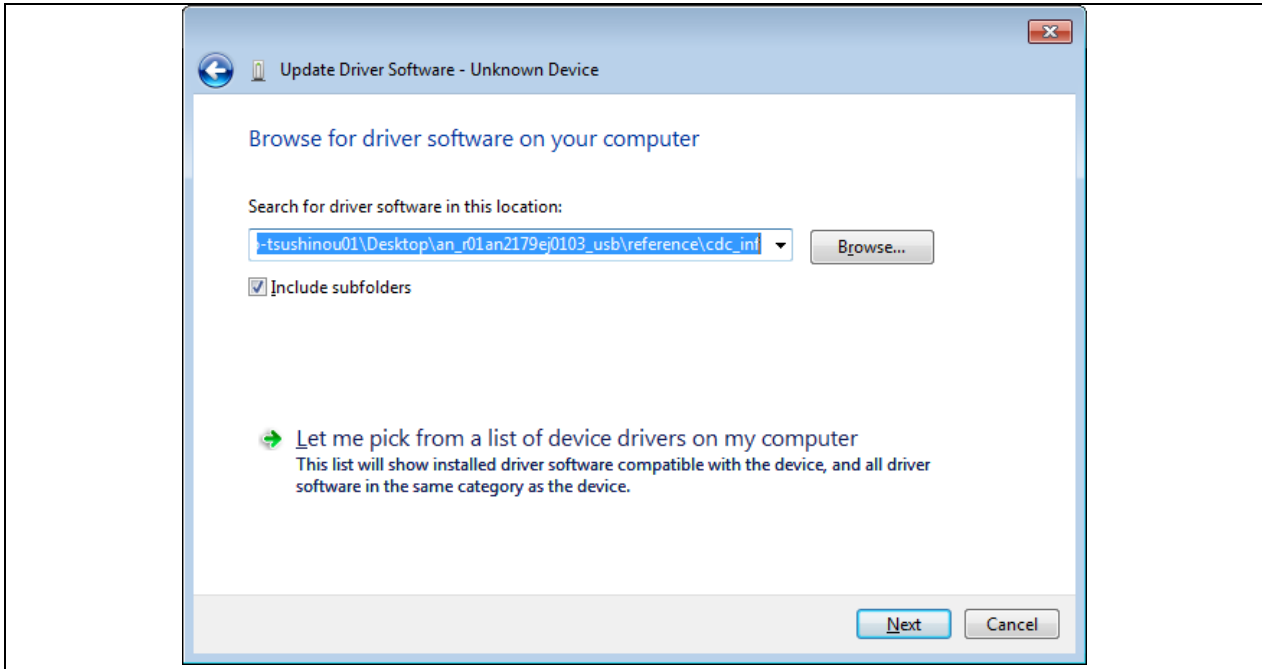 Update Driver Software - Unknown Device
Browse for driver software on your computer
Search for driver software in this location:
-tsushinou01\Desktop\an_r01an2179ej0103_usb\reference\cdc_inf
Browse...
Include subfolders
Let me pick from a list of device drivers on my computer
This list will show installed driver software compatible with the device, and all driver
software in the same category as the device.
Next
Cancel